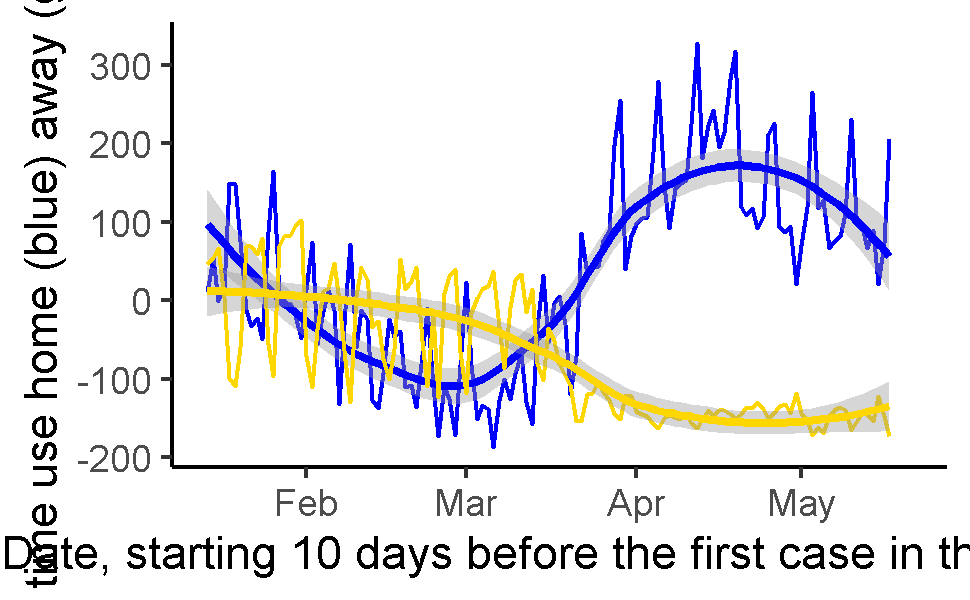 time use home (blue) away (
300
200
100
0
-100
-200
Feb Mar Apr May
Date, starting 10 days before the first case in th